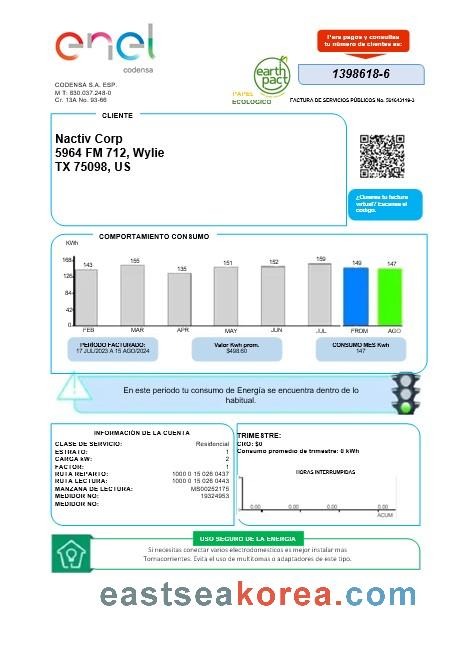 enel
codensa
CODENSA S.A. ESP.
M T: 830.037.248-0
Cr. 13A No. 93-66
earth pact
PAPEL ECOLÓGICO
Para pagos y consultas
tu número de clientes es:
1398618-6
FACTURA DE SERVICIOS PÚBLICOS No.
CLIENTE
Nactiv Corp
5964 FM 712, Wylie
TX 75098, US
virtual? Escanea el
código.
COMPORTAMIENTO CONSUMO
KWh
168
126
84
42
0
143 155 135 151 152 159 149 147
FEB MAR APR MAY JUN JUL FRDM AGO
PERÍODO FACTURADO:
17 JUL/2023 A 15 AGO/2024
Valor Kwh prom.
$498.60
CONSUMO MES Kwh
147
En este periodo tu consumo de Energía se encuentra dentro de lo
habitual.
INFORMACIÓN DE LA CUENTA
CLASE DE SERVICIO: Residencial
ESTRATO: 1
CARGA kW: 2
FACTOR: 1
RUTA REPARTO: 1000 0 15 026 0437
RUTA LECTURA: 1000 0 15 026 0443
MANZANA DE LECTURA: MS00252175
MEDIDOR NO: 19324953
MEDIDOR NO:
TRIMESTRE:
CRO: $0
Consumo promedio de trimestre: 0 kWh
HORAS INTERRUMPIDAS
0.00 0.00 0.00 0.00
ACUM
USO SEGURO DE LA ENERGIA
Si necesitas conectar varios electrodomésticos es mejor instalar mas
Tomacorrientes. Evita el uso de multitomas o adaptadores de este tipo.
eastseakorea.com